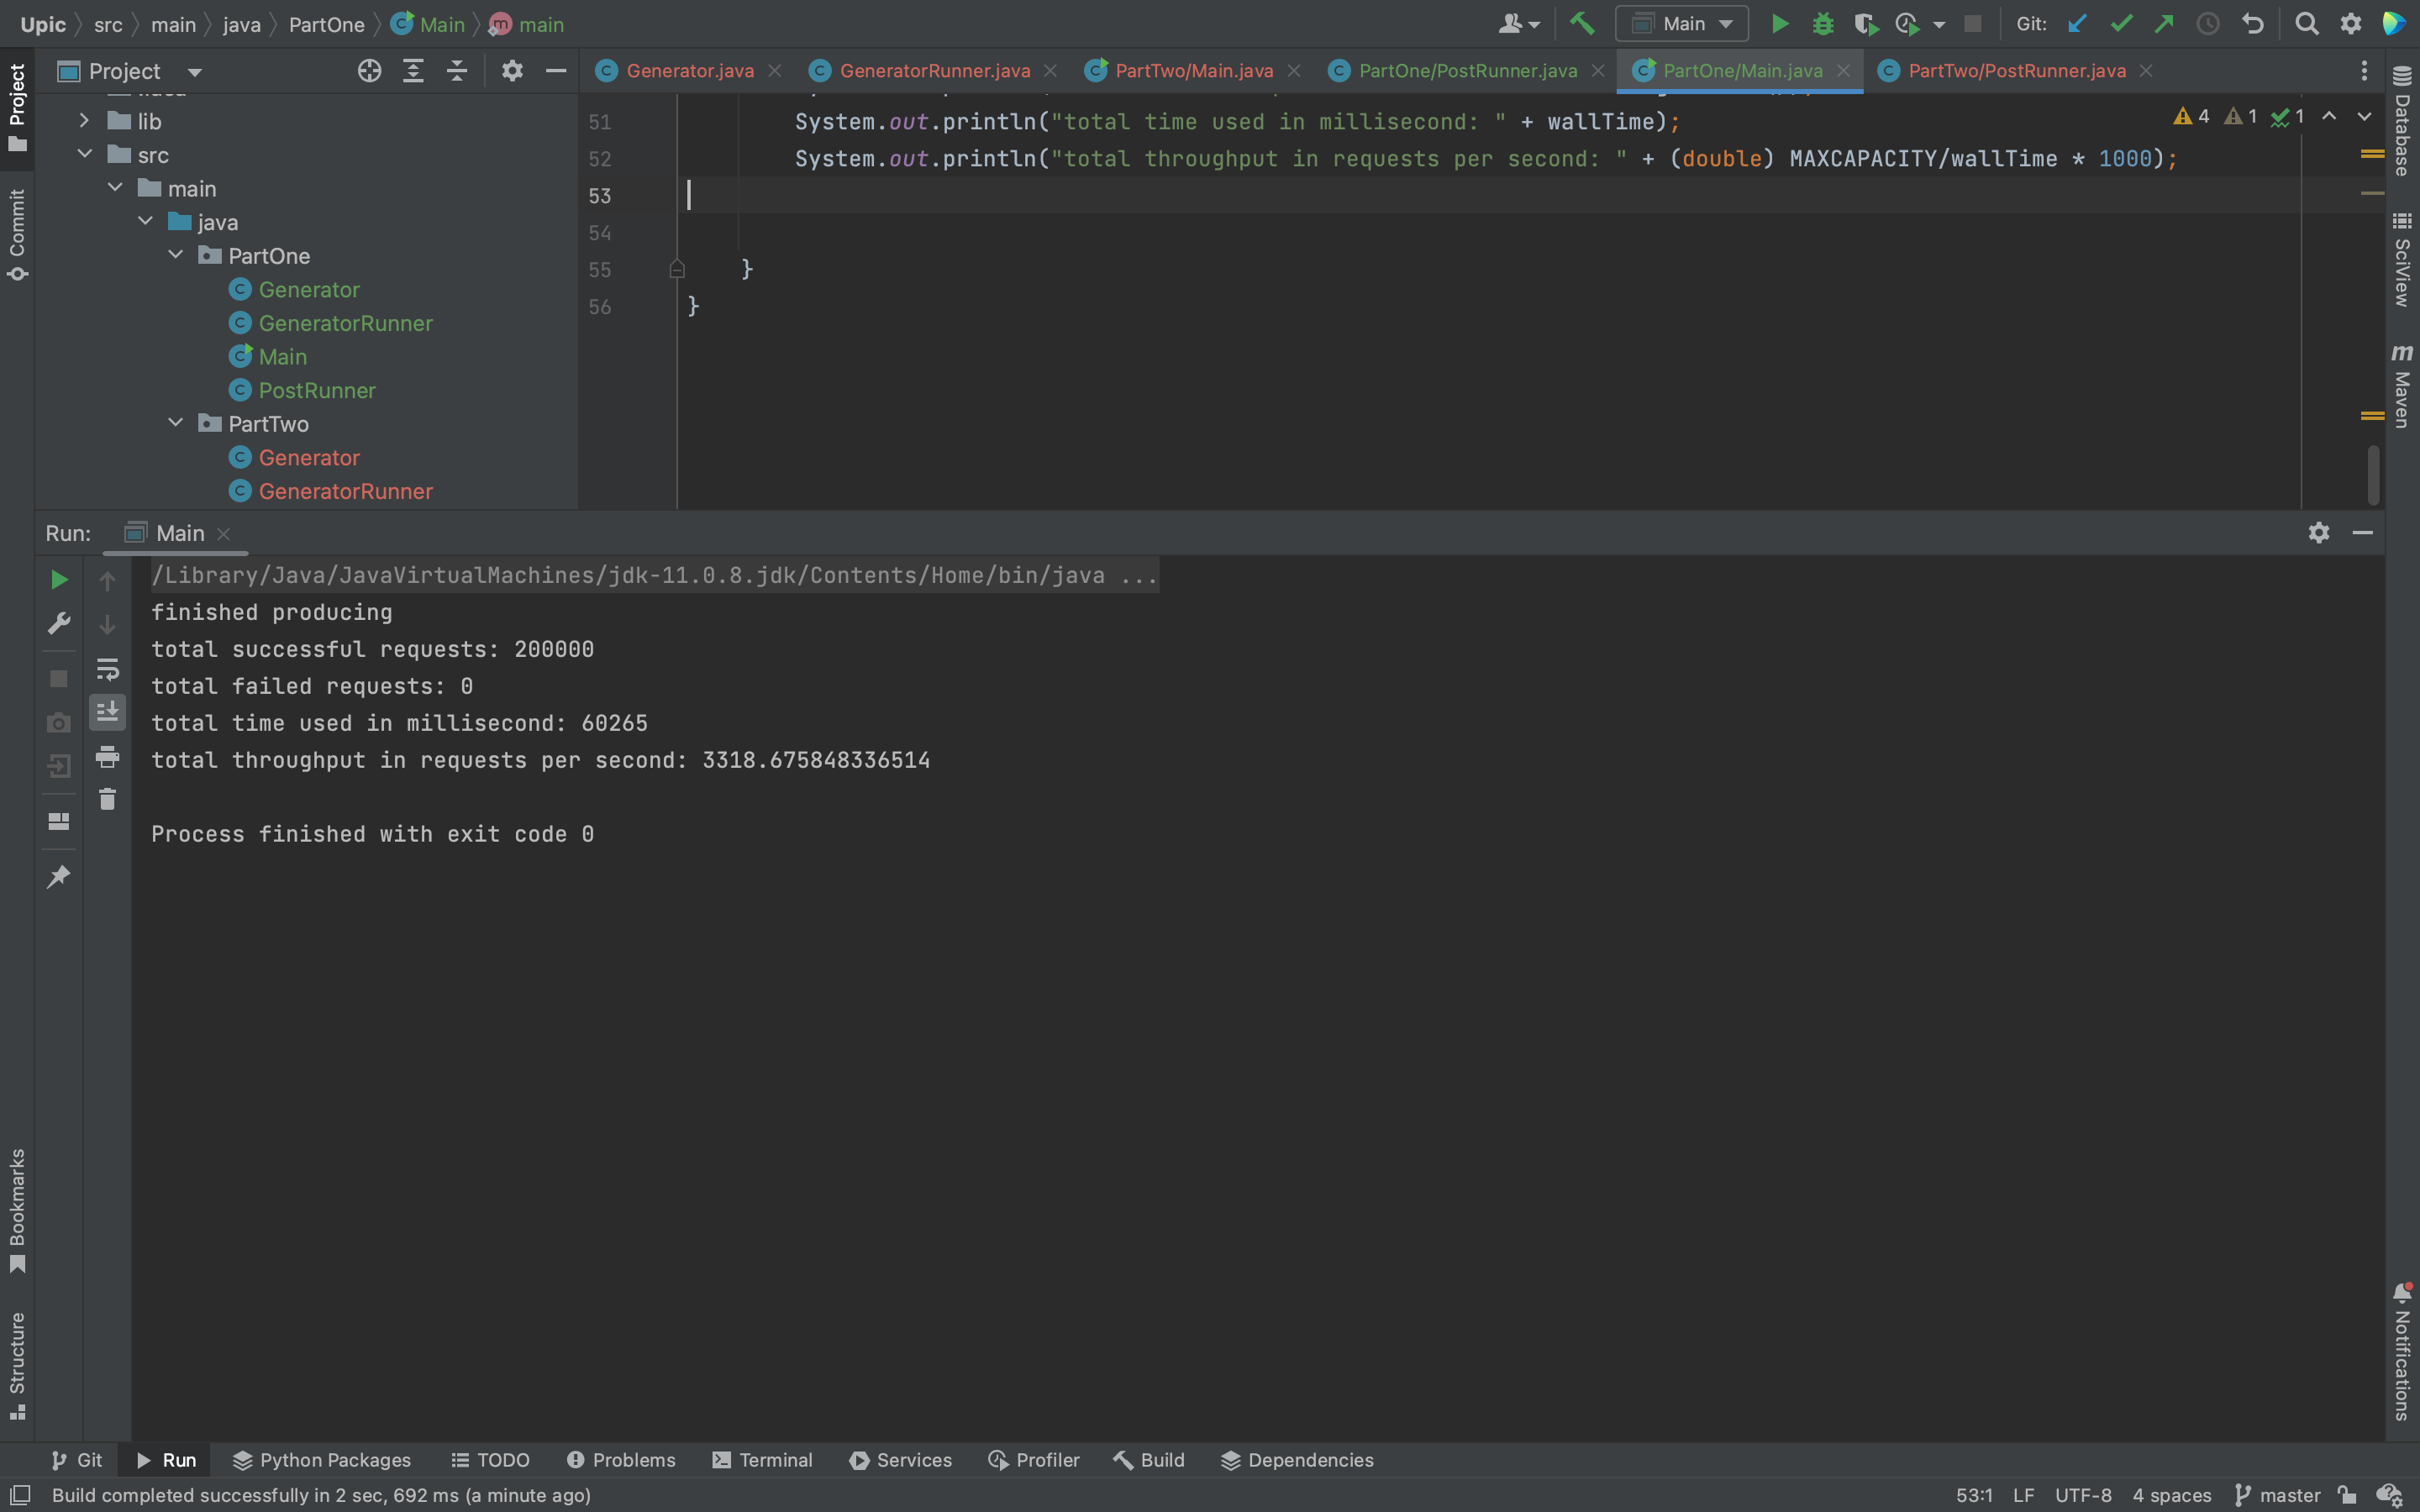 Upic src main java PartOne Main main
Main Git:
Project
Generator.java GeneratorRunner.java PartTwo/Main.java PartOne/PostRunner.java PartOne/Main.java PartTwo/PostRunner.java
lib
src
main
java
PartOne
Generator
GeneratorRunner
Main
PostRunner
PartTwo
Generator
GeneratorRunner
51 System.out.println("total time used in millisecond: " + wallTime);
52 System.out.println("total throughput in requests per second: " + (double) MAXCAPACITY/wallTime * 1000);
53
54
55 }
56 }
4 1 1
Project
Commit
Bookmarks
Structure
Database
SciView
Maven
Notifications
Run: Main
/Library/Java/JavaVirtualMachines/jdk-11.0.8.jdk/Contents/Home/bin/java ...
finished producing
total successful requests: 200000
total failed requests: 0
total time used in millisecond: 60265
total throughput in requests per second: 3318.675848336514
Process finished with exit code 0
Git Run Python Packages TODO Problems Terminal Services Profiler Build Dependencies
Build completed successfully in 2 sec, 692 ms (a minute ago)
53:1 LF UTF-8 4 spaces master